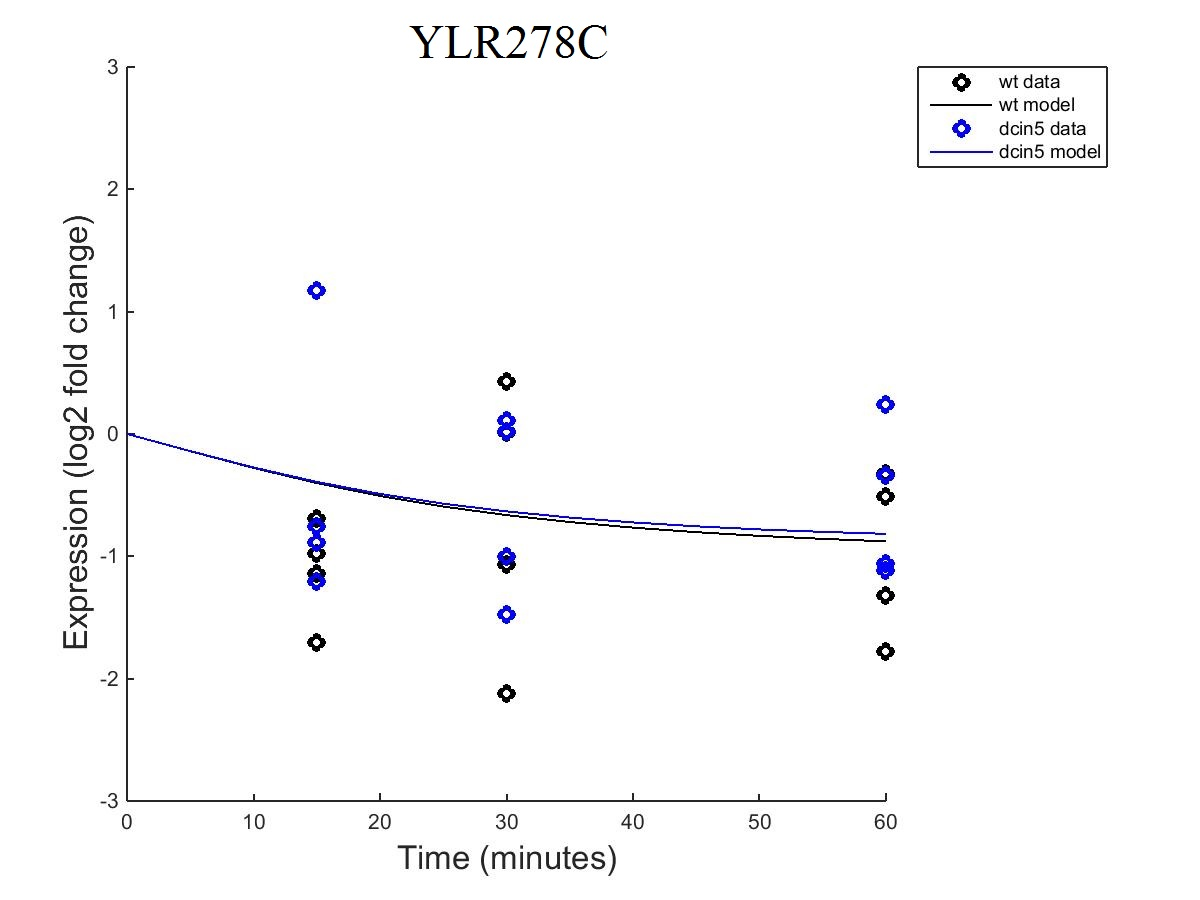 YLR278C
3
2
1
0
-1
-2
-3
Expression (log2 fold change)
0 10 20 30 40 50 60
Time (minutes)
wt data
wt model
dcin5 data
dcin5 model